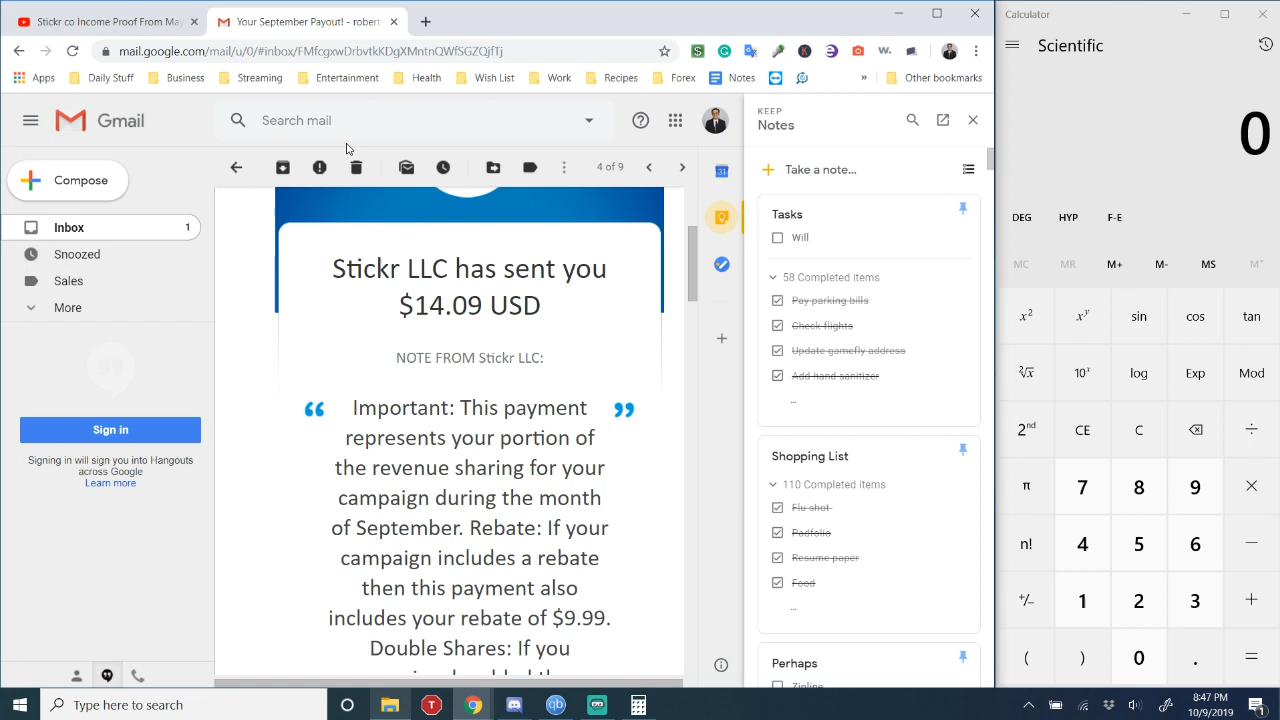 Stickr co Income Proof From May
Your September Payout! - robert
mail.google.com/mail/u/0/#inbox/FMfcgxwDrbvtkKDgXMntnQWfSGZQjfTj
Apps
Daily Stuff
Business
Streaming
Entertainment
Health
Wish List
Work
Recipes
Forex
Notes
»
Other bookmarks
Gmail
Search mail
4 of 9
Compose
Inbox 1
Snoozed
Sales
More
Sign in
Signing in will sign you into Hangouts
across Google
Learn more
Stickr LLC has sent you
$14.09 USD
NOTE FROM Stickr LLC:
“ Important: This payment ”
represents your portion of
the revenue sharing for your
campaign during the month
of September. Rebate: If your
campaign includes a rebate
then this payment also
includes your rebate of $9.99.
Double Shares: If you
KEEP
Notes
Take a note...
Tasks
Will
58 Completed items
Pay parking bills
Check flights
Update gamefly address
Add hand sanitizer
...
Shopping List
110 Completed items
Flu shot
Padfolio
Resume paper
Food
...
Perhaps
Zipline
Calculator
Scientific
0
DEG HYP F-E
MC MR M+ M- MS M˅
x² xʸ sin cos tan
²√x 10ˣ log Exp Mod
2ⁿᵈ CE C ÷
π 7 8 9 ×
n! 4 5 6 −
+/− 1 2 3 +
( ) 0 . =
Type here to search
8:47 PM
10/9/2019
1